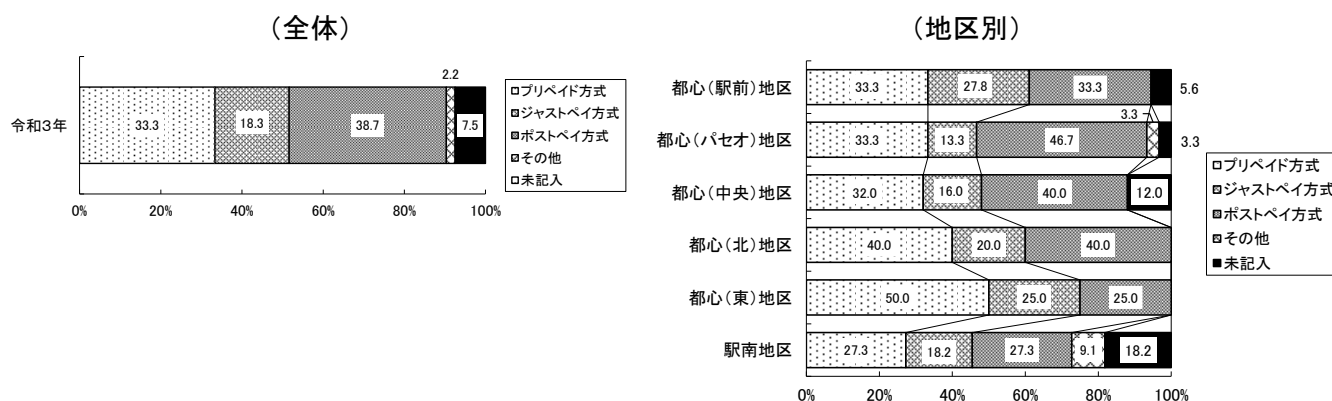 (全体)
2.2
令和3年
33.3
18.3
38.7
7.5
0%
20%
40%
60%
80%
100%
プリペイド方式
ジャストペイ方式
ポストペイ方式
その他
未記入
(地区別)
都心(駅前)地区
33.3
27.8
33.3
5.6
3.3
都心(パセオ)地区
33.3
13.3
46.7
3.3
都心(中央)地区
32.0
16.0
40.0
12.0
都心(北)地区
40.0
20.0
40.0
都心(東)地区
50.0
25.0
25.0
駅南地区
27.3
18.2
27.3
9.1
18.2
0%
20%
40%
60%
80%
100%
プリペイド方式
ジャストペイ方式
ポストペイ方式
その他
未記入